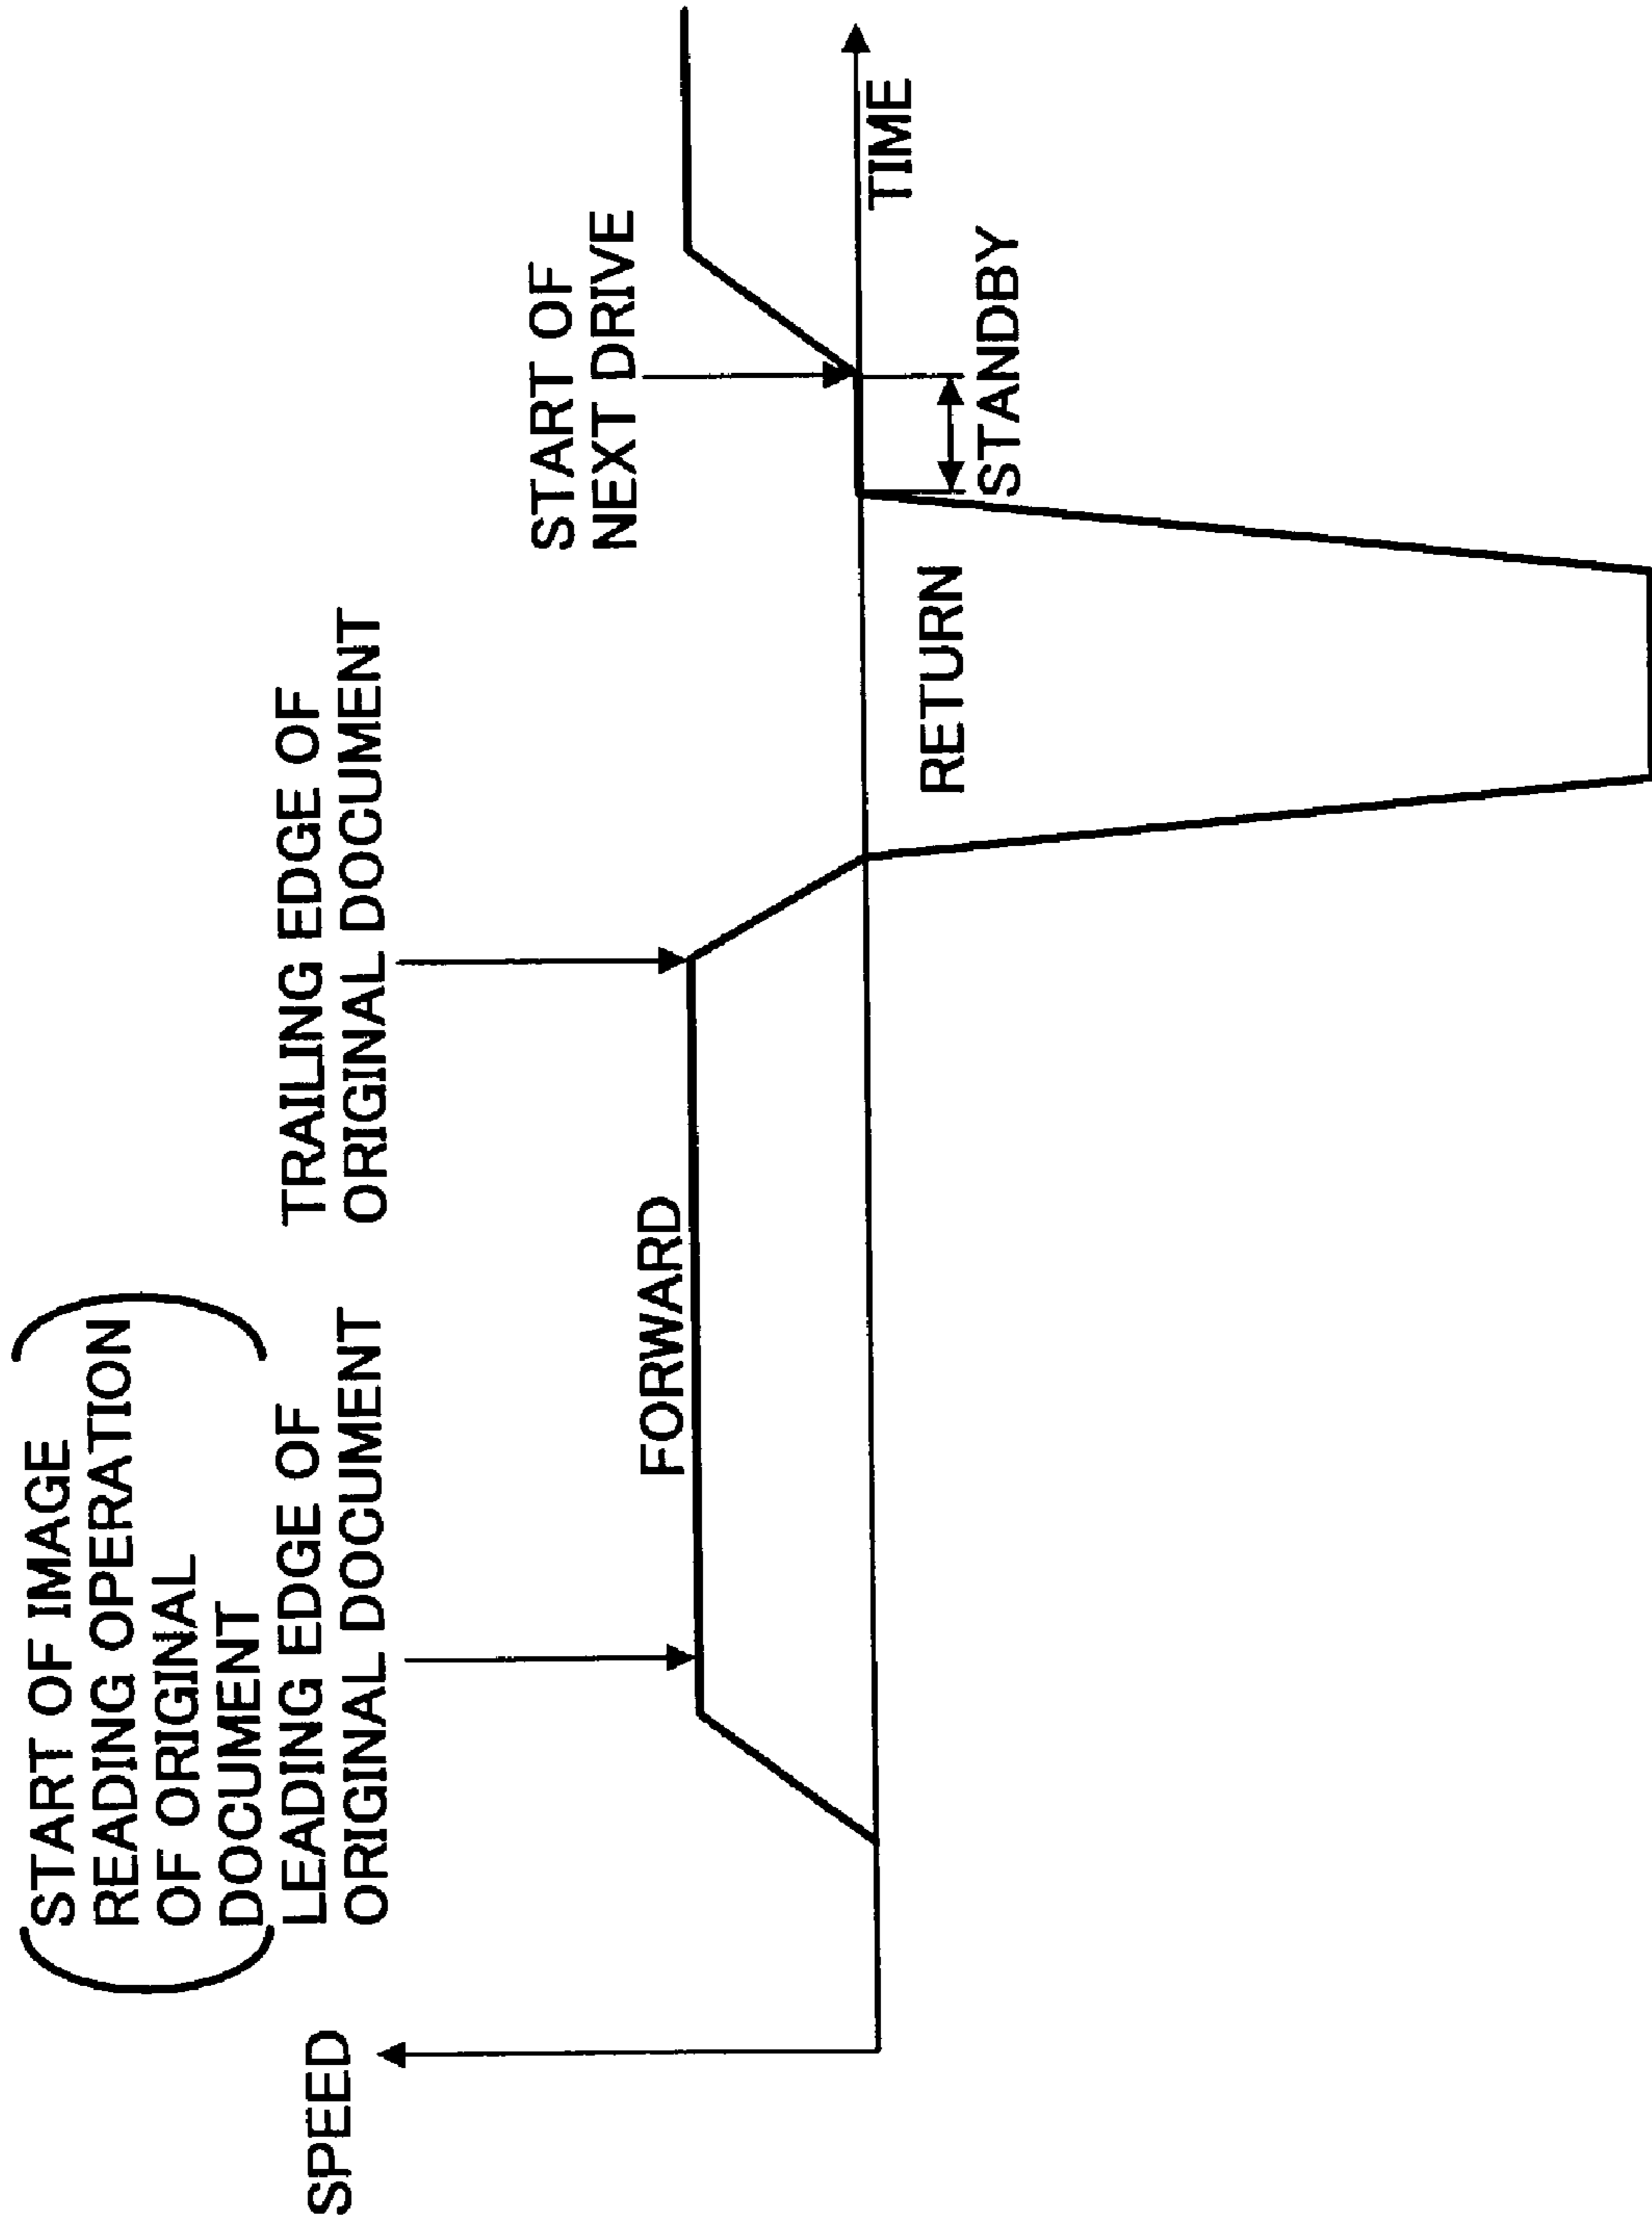 SPEED
START OF IMAGE
READING OPERATION
OF ORIGINAL
DOCUMENT
LEADING EDGE OF
ORIGINAL DOCUMENT
TRAILING EDGE OF
ORIGINAL DOCUMENT
START OF
NEXT DRIVE
FORWARD
RETURN
STANDBY
TIME